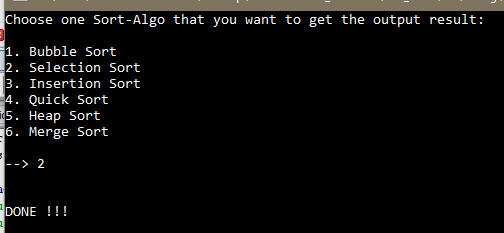 Choose one Sort-Algo that you want to get the output result:
1. Bubble Sort
2. Selection Sort
3. Insertion Sort
4. Quick Sort
5. Heap Sort
6. Merge Sort
--> 2
DONE !!!